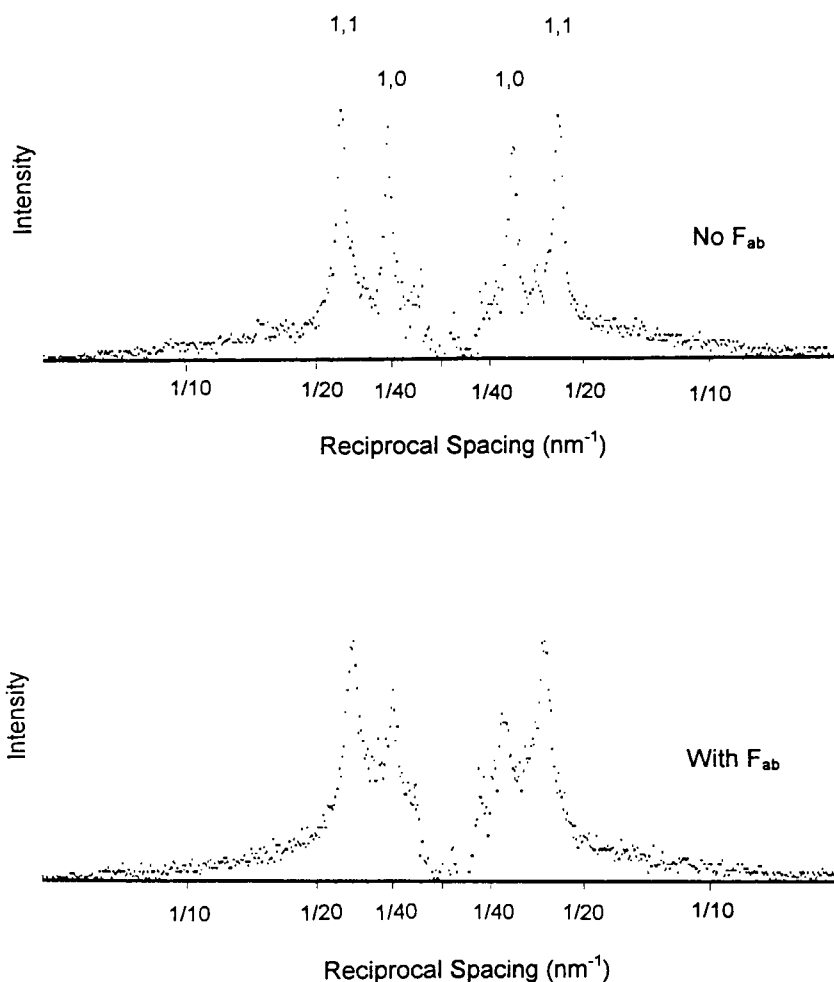 1,1 1,1
1,0 1,0
Intensity
No Fab
1/10 1/20 1/40 1/40 1/20 1/10
Reciprocal Spacing (nm-1)
Intensity
With Fab
1/10 1/20 1/40 1/40 1/20 1/10
Reciprocal Spacing (nm-1)